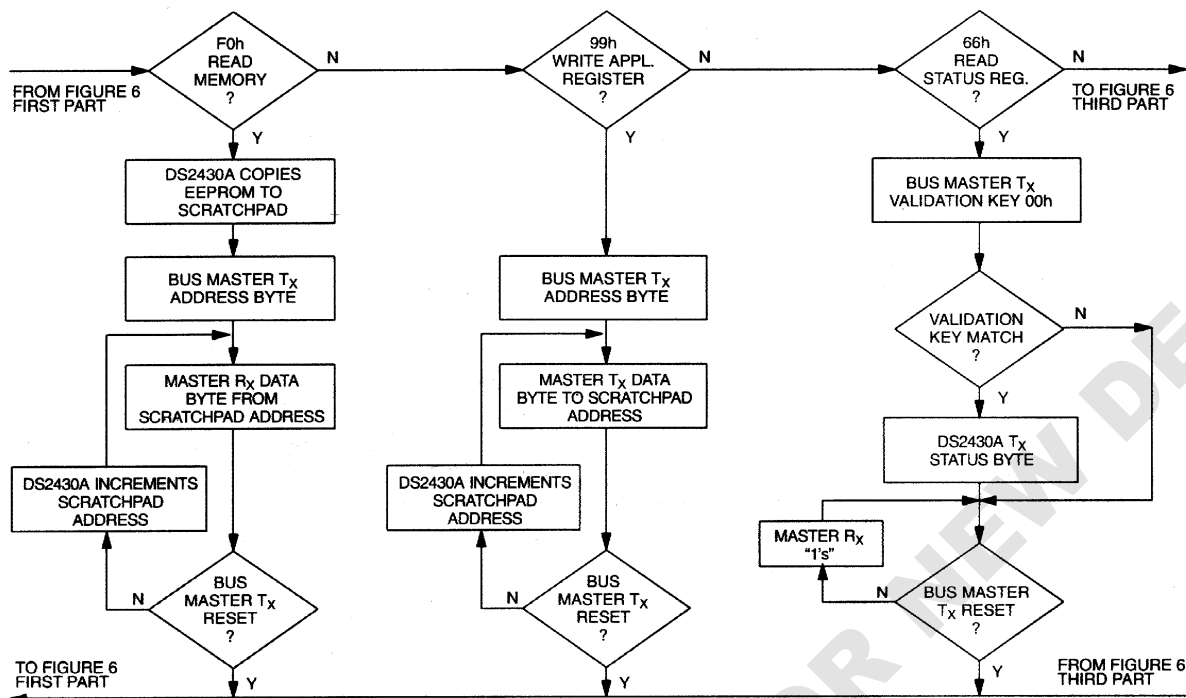 F0h
READ
MEMORY
?
N
99h
WRITE APPL.
REGISTER
?
N
66h
READ
STATUS REG.
?
N
FROM FIGURE 6
FIRST PART
TO FIGURE 6
THIRD PART
Y
Y
Y
DS2430A COPIES
EEPROM TO
SCRATCHPAD
BUS MASTER TX
VALIDATION KEY 00h
BUS MASTER TX
ADDRESS BYTE
BUS MASTER TX
ADDRESS BYTE
VALIDATION
KEY MATCH
?
N
Y
MASTER RX DATA
BYTE FROM
SCRATCHPAD ADDRESS
MASTER TX DATA
BYTE TO SCRATCHPAD
ADDRESS
DS2430A TX
STATUS BYTE
DS2430A INCREMENTS
SCRATCHPAD
ADDRESS
DS2430A INCREMENTS
SCRATCHPAD
ADDRESS
MASTER RX
"1's"
BUS
MASTER TX
RESET
?
N
BUS
MASTER TX
RESET
?
N
BUS MASTER
TX RESET
?
N
TO FIGURE 6
FIRST PART
Y
Y
Y
FROM FIGURE 6
THIRD PART
OR NEW DE